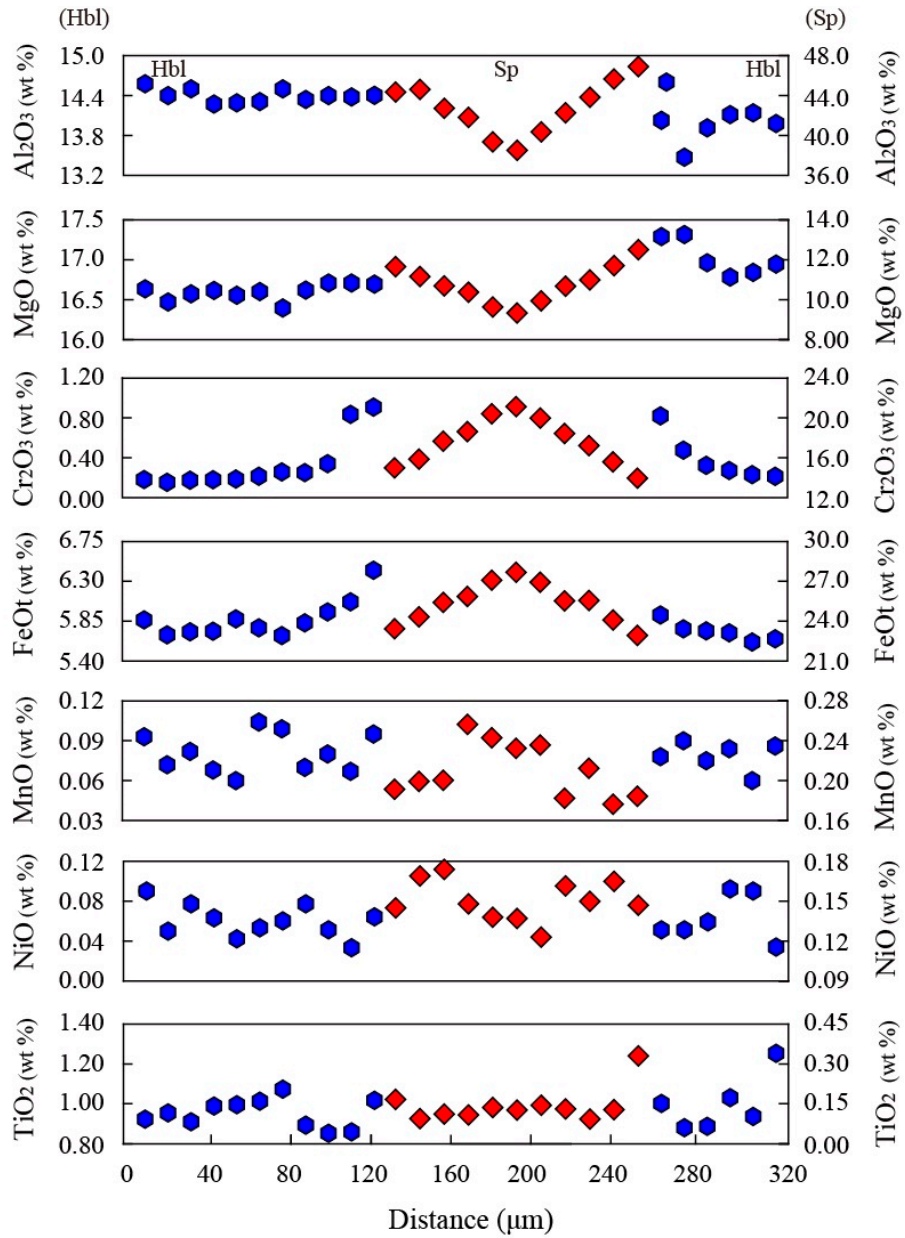 (Hbl) (Sp)
Hbl Sp Hbl
Al2O3 (wt %) 15.0 14.4 13.8 13.2 48.0 44.0 40.0 36.0 Al2O3 (wt %)
MgO (wt %) 17.5 17.0 16.5 16.0 14.0 12.0 10.0 8.00 MgO (wt %)
Cr2O3 (wt %) 1.20 0.80 0.40 0.00 24.0 20.0 15.0 12.0 Cr2O3 (wt %)
FeOt (wt %) 6.75 6.30 5.85 5.40 30.0 27.0 24.0 21.0 FeOt (wt %)
MnO (wt %) 0.12 0.09 0.06 0.03 0.28 0.24 0.20 0.16 MnO (wt %)
NiO (wt %) 0.12 0.08 0.04 0.00 0.18 0.15 0.12 0.09 NiO (wt %)
TiO2 (wt %) 1.40 1.20 1.00 0.80 0.45 0.30 0.15 0.00 TiO2 (wt %)
0 40 80 120 160 200 240 280 320
Distance (μm)